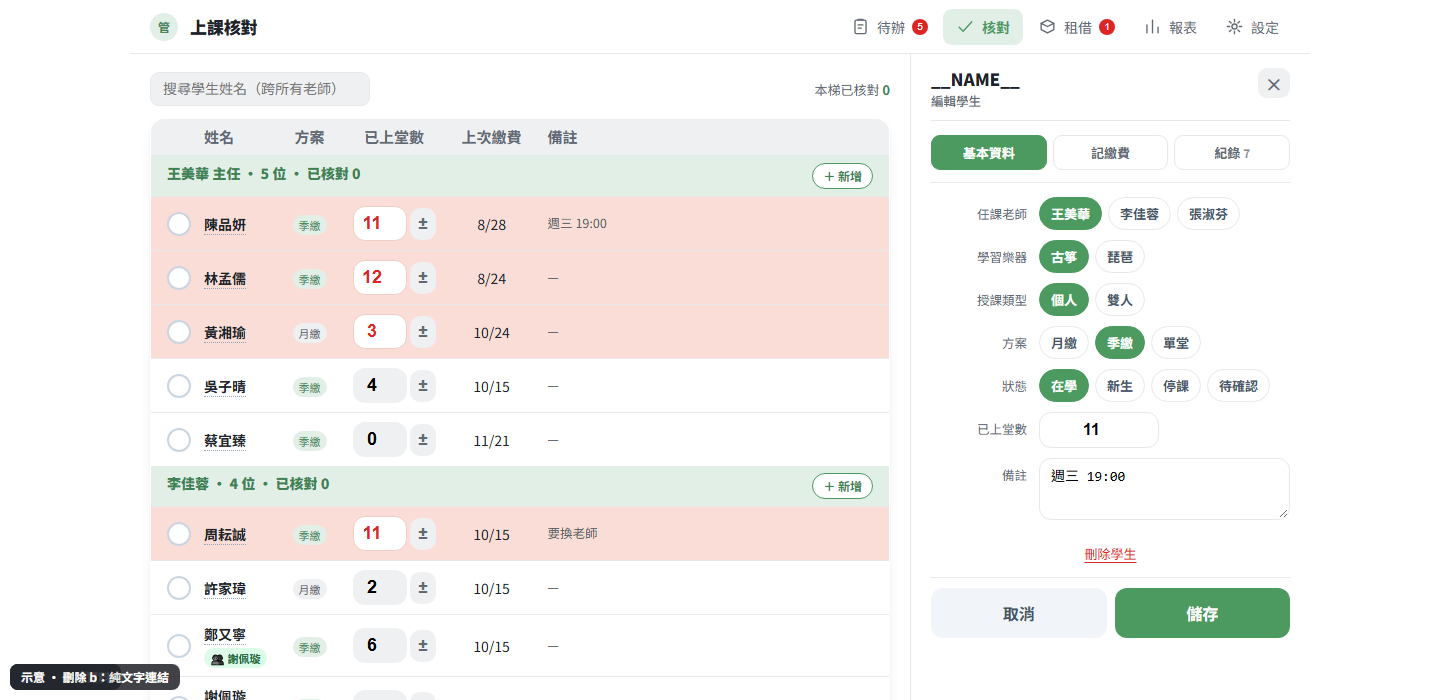 管 上課核對 待辦 5 核對 租借 1 報表 設定
搜尋學生姓名（跨所有老師） 本梯已核對 0
姓名 方案 已上堂數 上次繳費 備註
王美華 主任 • 5 位 • 已核對 0 ＋新增
陳品妍 季繳 11 ± 8/28 週三 19:00
林孟儒 季繳 12 ± 8/24 —
黃湘瑜 月繳 3 ± 10/24 —
吳子晴 季繳 4 ± 10/15 —
蔡宜臻 季繳 0 ± 11/21 —
李佳蓉 • 4 位 • 已核對 0 ＋新增
周耘誠 季繳 11 ± 10/15 要換老師
許家瑋 月繳 2 ± 10/15 —
鄭又寧 季繳 6 ± 10/15 —
謝佩璇
謝佩璇
__NAME__
編輯學生
基本資料 記繳費 紀錄 7
任課老師 王美華 李佳蓉 張淑芬
學習樂器 古箏 琵琶
授課類型 個人 雙人
方案 月繳 季繳 單堂
狀態 在學 新生 停課 待確認
已上堂數 11
備註 週三 19:00
刪除學生
取消 儲存
示意 • 刪除 b：純文字連結